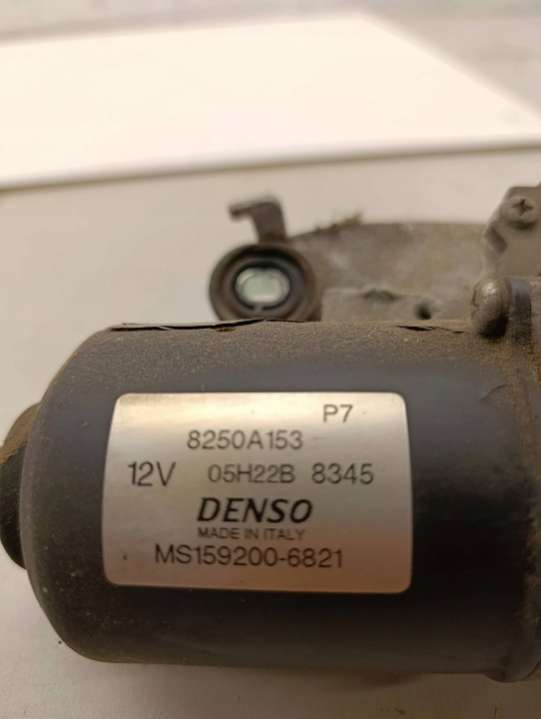 P7
8250A153
12V 05H22B 8345
DENSO
MADE IN ITALY
MS159200-6821